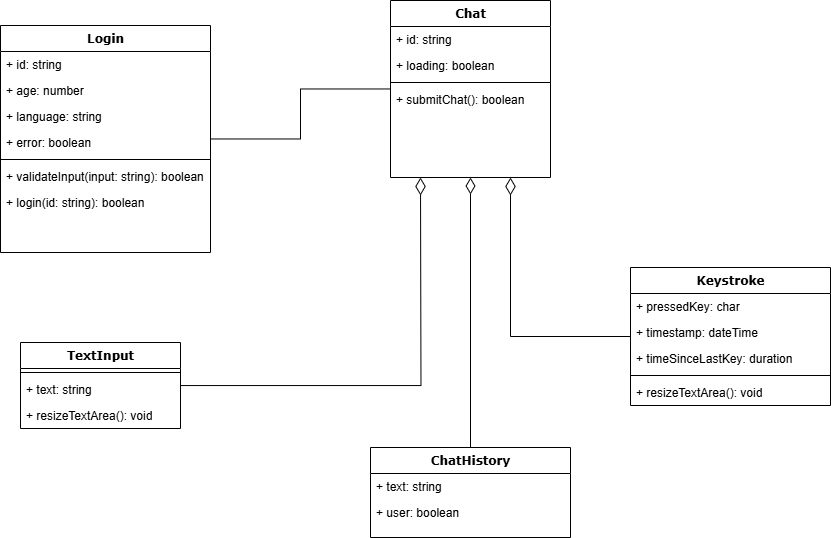 Login
+ id: string
+ age: number
+ language: string
+ error: boolean
+ validateInput(input: string): boolean
+ login(id: string): boolean
Chat
+ id: string
+ loading: boolean
+ submitChat(): boolean
TextInput
+ text: string
+ resizeTextArea(): void
ChatHistory
+ text: string
+ user: boolean
Keystroke
+ pressedKey: char
+ timestamp: dateTime
+ timeSinceLastKey: duration
+ resizeTextArea(): void